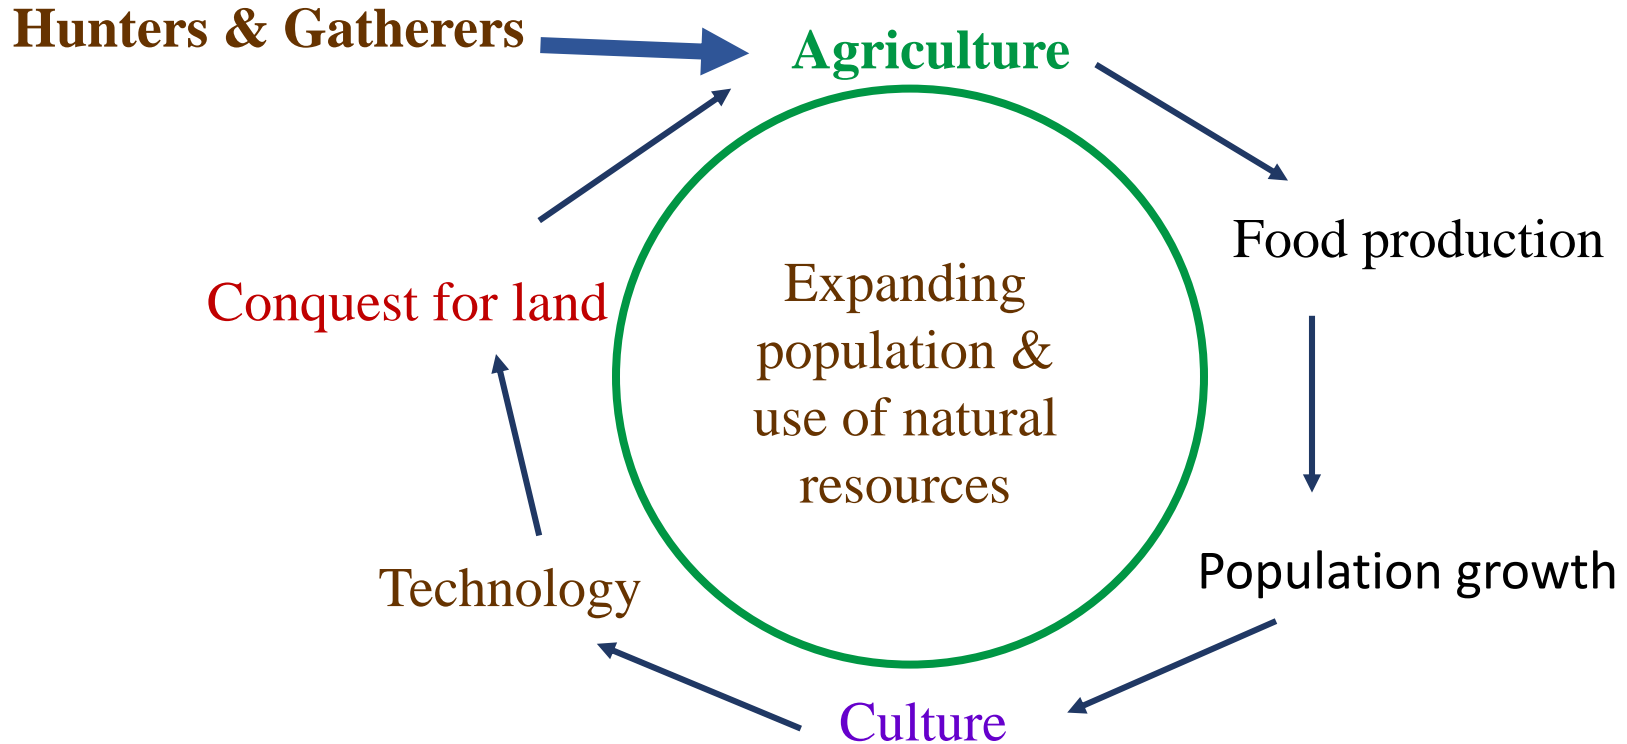 Hunters & Gatherers
Agriculture
Food production
Conquest for land
Expanding
population &
use of natural
resources
Population growth
Technology
Culture